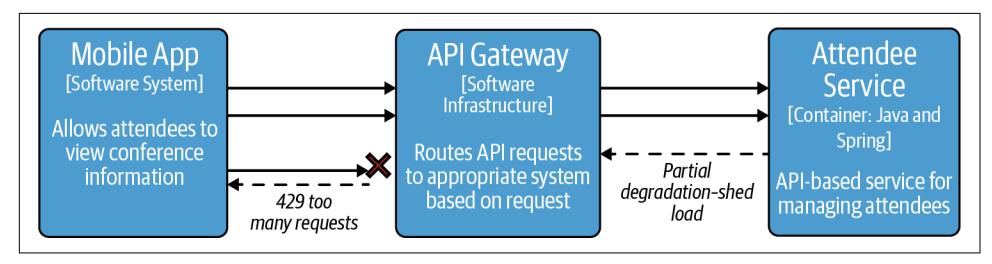 Mobile App
[Software System]
Allows attendees to
view conference
information
429 too
many requests
API Gateway
[Software
Infrastructure]
Routes API requests
to appropriate system
based on request
Partial
degradation–shed
load
Attendee
Service
[Container: Java and
Spring]
API-based service for
managing attendees